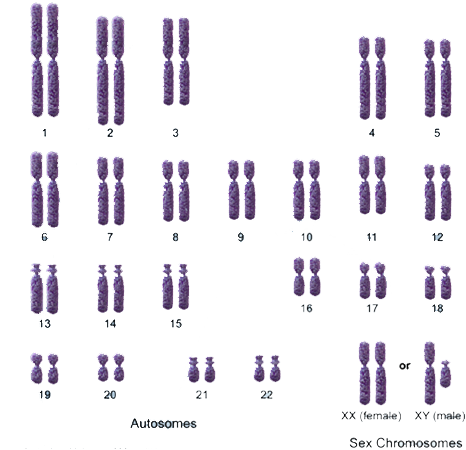 1 2 3 4 5
6 7 8 9 10 11 12
13 14 15 16 17 18
19 20 21 22
or
XX (female) XY (male)
Autosomes
Sex Chromosomes